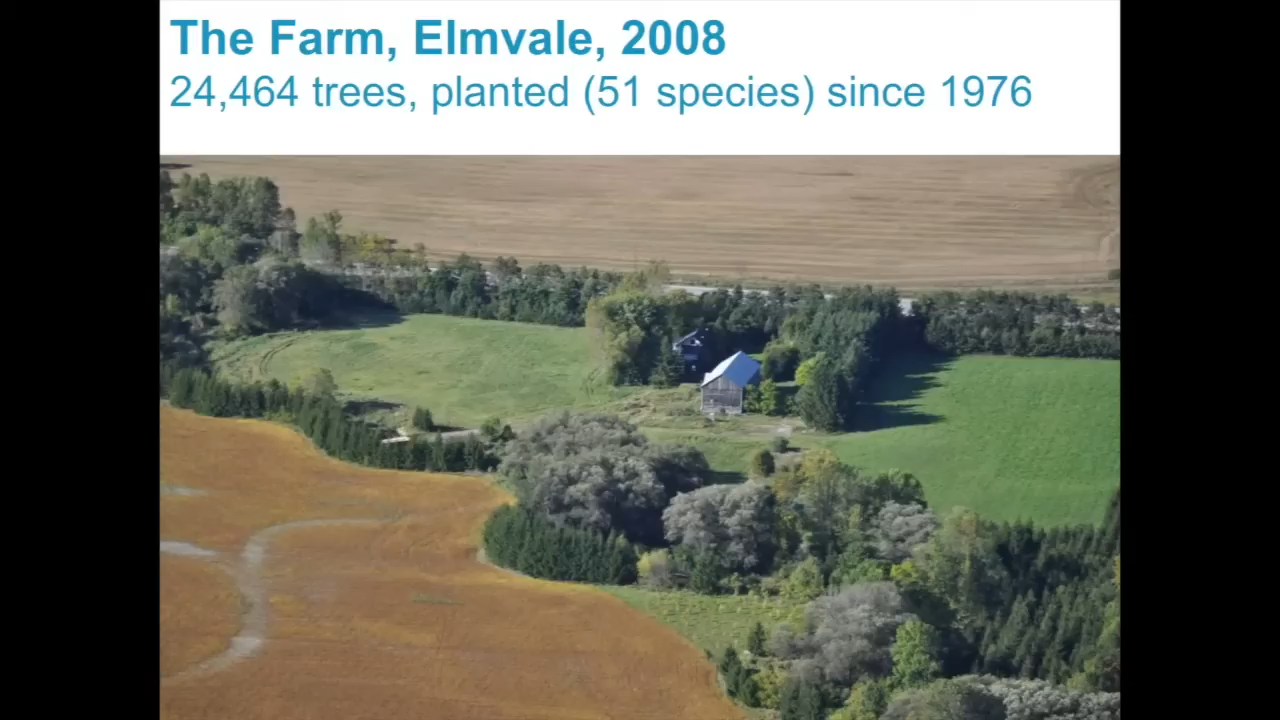 The Farm, Elmvale, 2008
24,464 trees, planted (51 species) since 1976